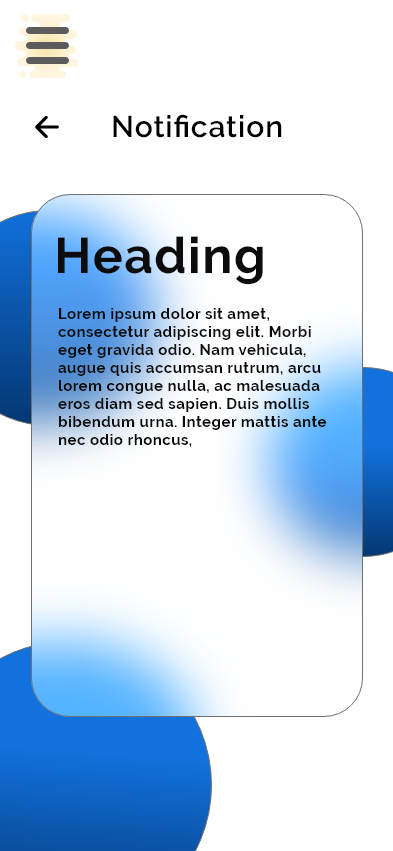 Notification
Heading
Lorem ipsum dolor sit amet,
consectetur adipiscing elit. Morbi
eget gravida odio. Nam vehicula,
augue quis accumsan rutrum, arcu
lorem congue nulla, ac malesuada
eros diam sed sapien. Duis mollis
bibendum urna. Integer mattis ante
nec odio rhoncus,